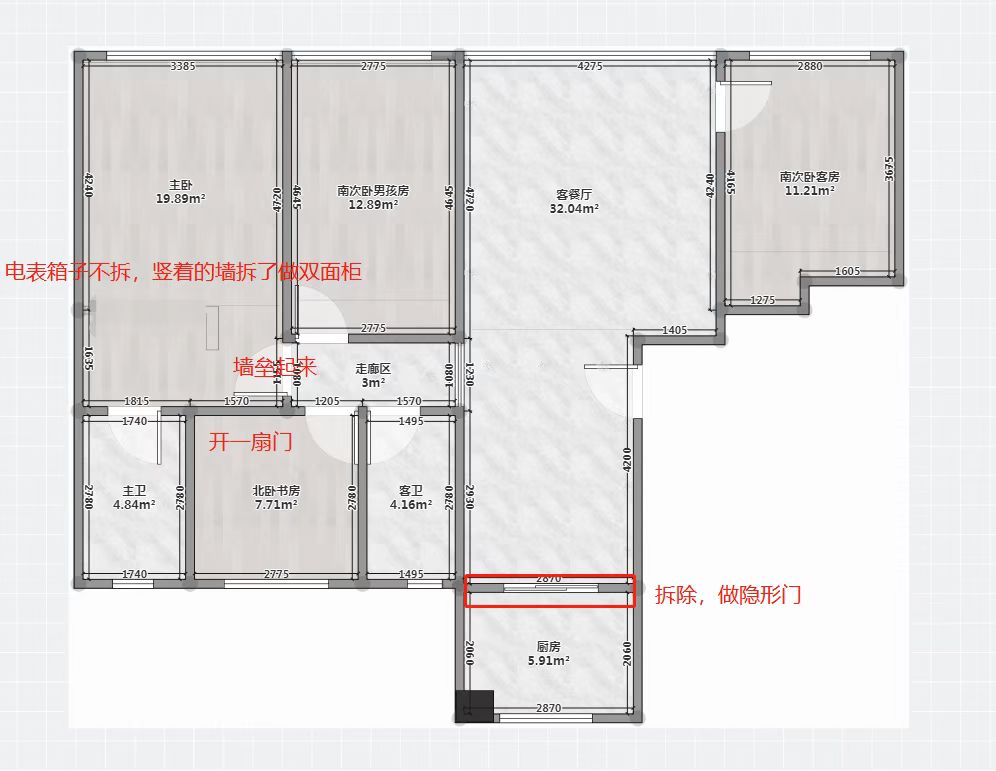 3385
2775
4275
2880
4240
主卧
19.89m²
4720
4645
南次卧男孩房
12.89m²
4645
4720
客餐厅
32.04m²
4240
4165
南次卧客房
11.21m²
3675
电表箱子不拆，竖着的墙拆了做双面柜
1605
1275
2775
1405
1635
墙垒起来
1080
走廊区
3m²
1080
1230
1815
1570
1205
1570
1740
1495
开一扇门
4200
2780
主卫
4.84m²
2780
北卧书房
7.71m²
2780
客卫
4.16m²
2780
2930
1740
2775
1495
2870
拆除，做隐形门
2060
厨房
5.91m²
2060
2870